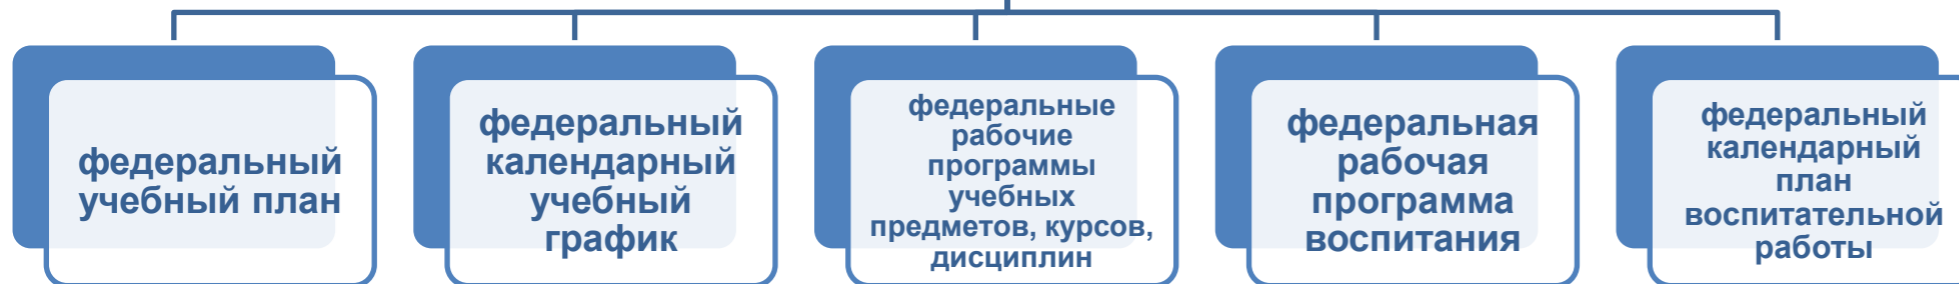 федеральный
учебный план
федеральный
календарный
учебный
график
федеральные
рабочие
программы
учебных
предметов, курсов,
дисциплин
федеральная
рабочая
программа
воспитания
федеральный
календарный
план
воспитательной
работы